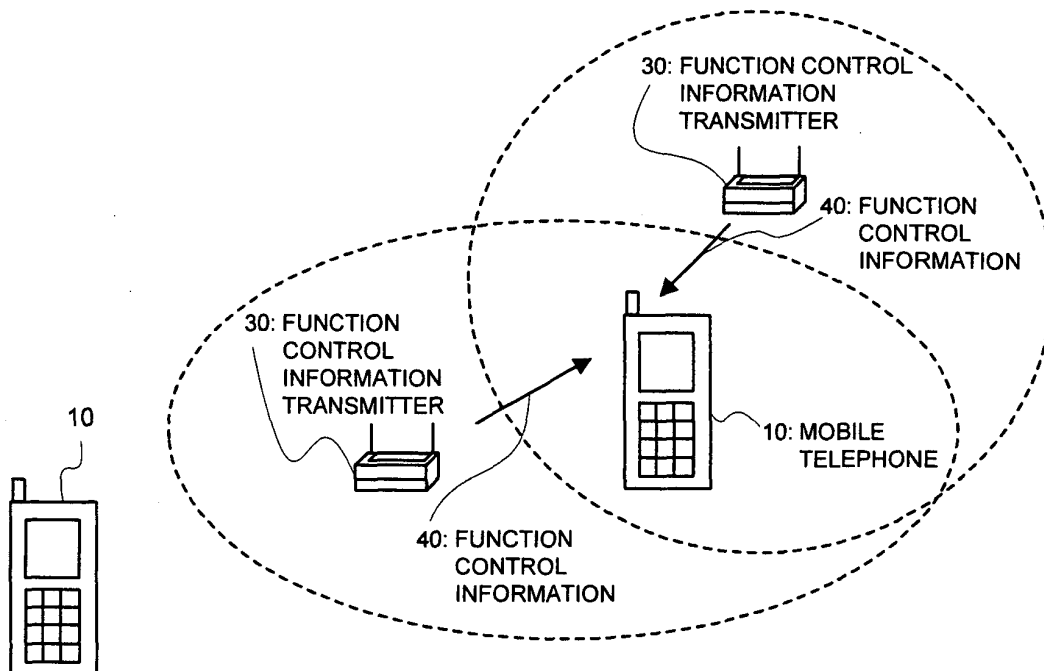 30: FUNCTION CONTROL
INFORMATION
TRANSMITTER
40: FUNCTION
CONTROL
INFORMATION
30: FUNCTION
CONTROL
INFORMATION
TRANSMITTER
10
10: MOBILE
TELEPHONE
40: FUNCTION
CONTROL
INFORMATION